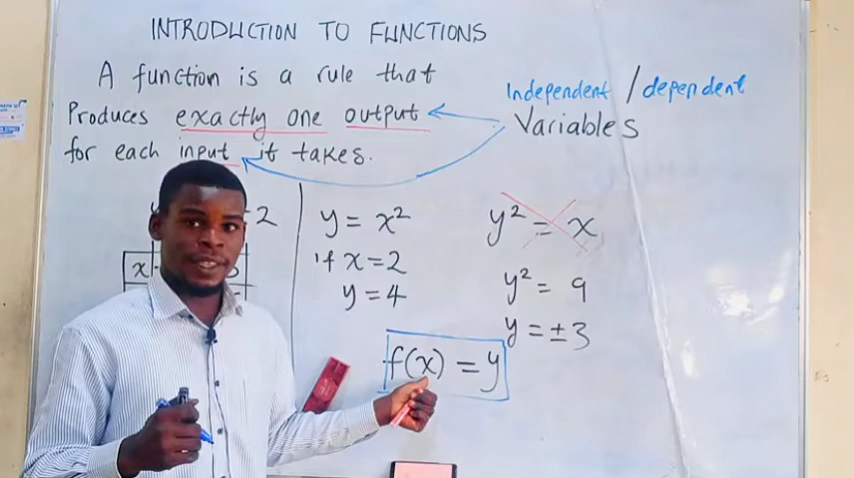 INTRODUCTION TO FUNCTIONS
A function is a rule that
Produces exactly one output
for each input it takes.
Independent / dependent
Variables
-2
x
y = x²
if x=2
y=4
y² = x
y² = 9
y = ±3
f(x) = y